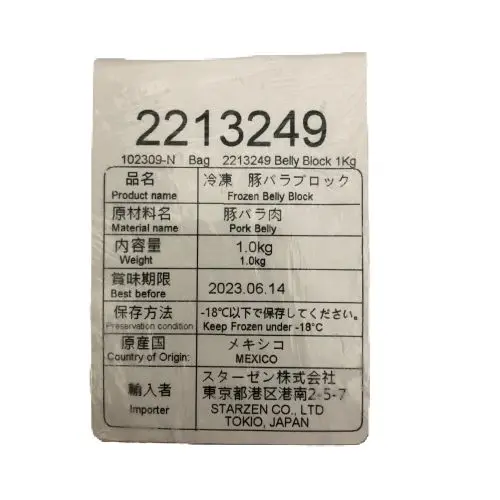 2213249
102309-N Bag 2213249 Belly Block 1Kg
品名 冷凍 豚バラブロック
Product name Frozen Belly Block
原材料名 豚バラ肉
Material name Pork Belly
内容量 1.0kg
Weight 1.0kg
賞味期限 2023.06.14
Best before
保存方法 -18℃以下で保存してください。
Preservation condition Keep Frozen under -18°C
原産国 メキシコ
Country of Origin: MEXICO
輸入者 スターゼン株式会社
東京都港区港南2-5-7
Importer STARZEN CO., LTD
TOKIO, JAPAN